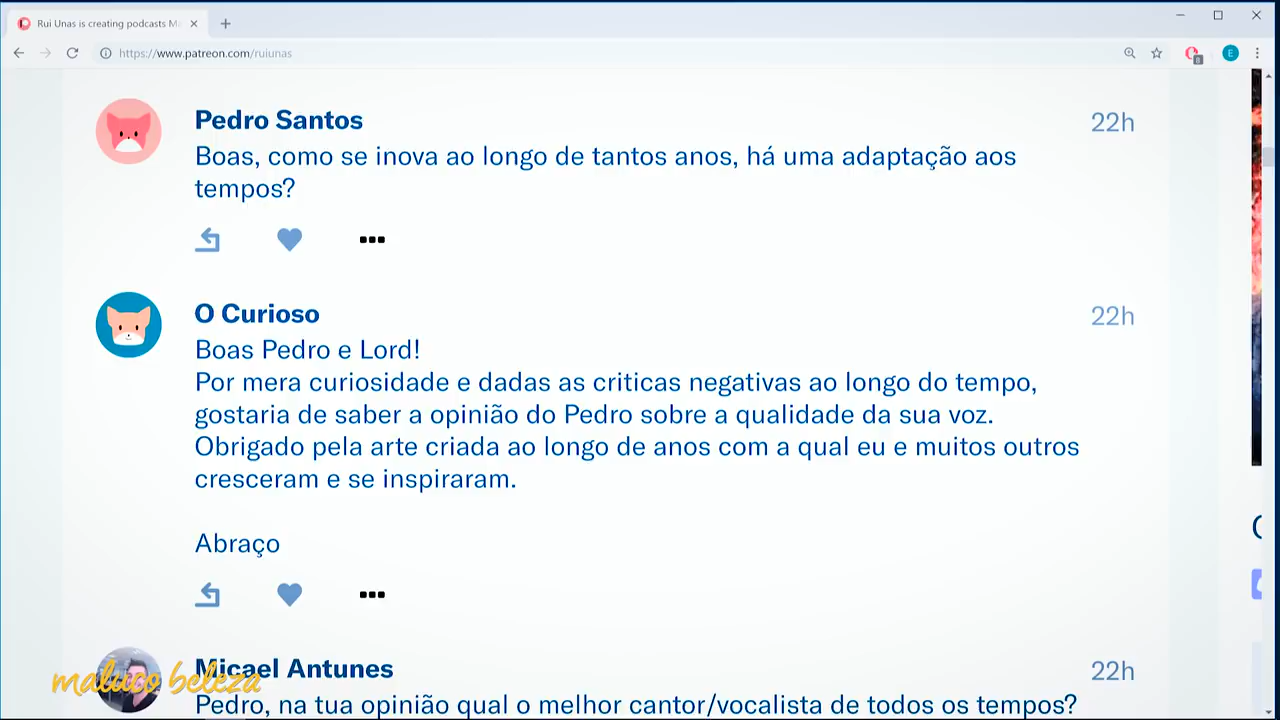 Rui Unas is creating podcasts M
https://www.patreon.com/ruiunas
E
Pedro Santos
22h
Boas, como se inova ao longo de tantos anos, há uma adaptação aos
tempos?
O Curioso
22h
Boas Pedro e Lord!
Por mera curiosidade e dadas as criticas negativas ao longo do tempo,
gostaria de saber a opinião do Pedro sobre a qualidade da sua voz.
Obrigado pela arte criada ao longo de anos com a qual eu e muitos outros
cresceram e se inspiraram.
Abraço
Micael Antunes
22h
maluco beleza
Pedro, na tua opinião qual o melhor cantor/vocalista de todos os tempos?